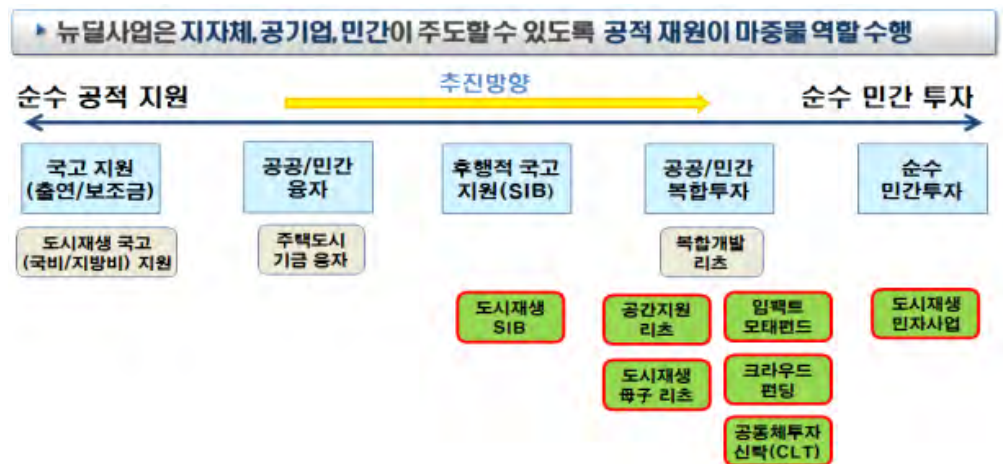 ▸ 뉴딜사업은 지자체, 공기업, 민간이 주도할 수 있도록 공적 재원이 마중물 역할 수행
추진방향
순수 공적 지원
순수 민간 투자
국고 지원
(출연/보조금)
공공/민간
융자
후행적 국고
지원(SIB)
공공/민간
복합투자
순수
민간투자
도시재생 국고
(국비/지방비) 지원
주택도시
기금 융자
복합개발
리츠
도시재생
SIB
공간지원
리츠
임팩트
모태펀드
도시재생
민자사업
도시재생
母子 리츠
크라우드
펀딩
공동체투자
신탁(CLT)